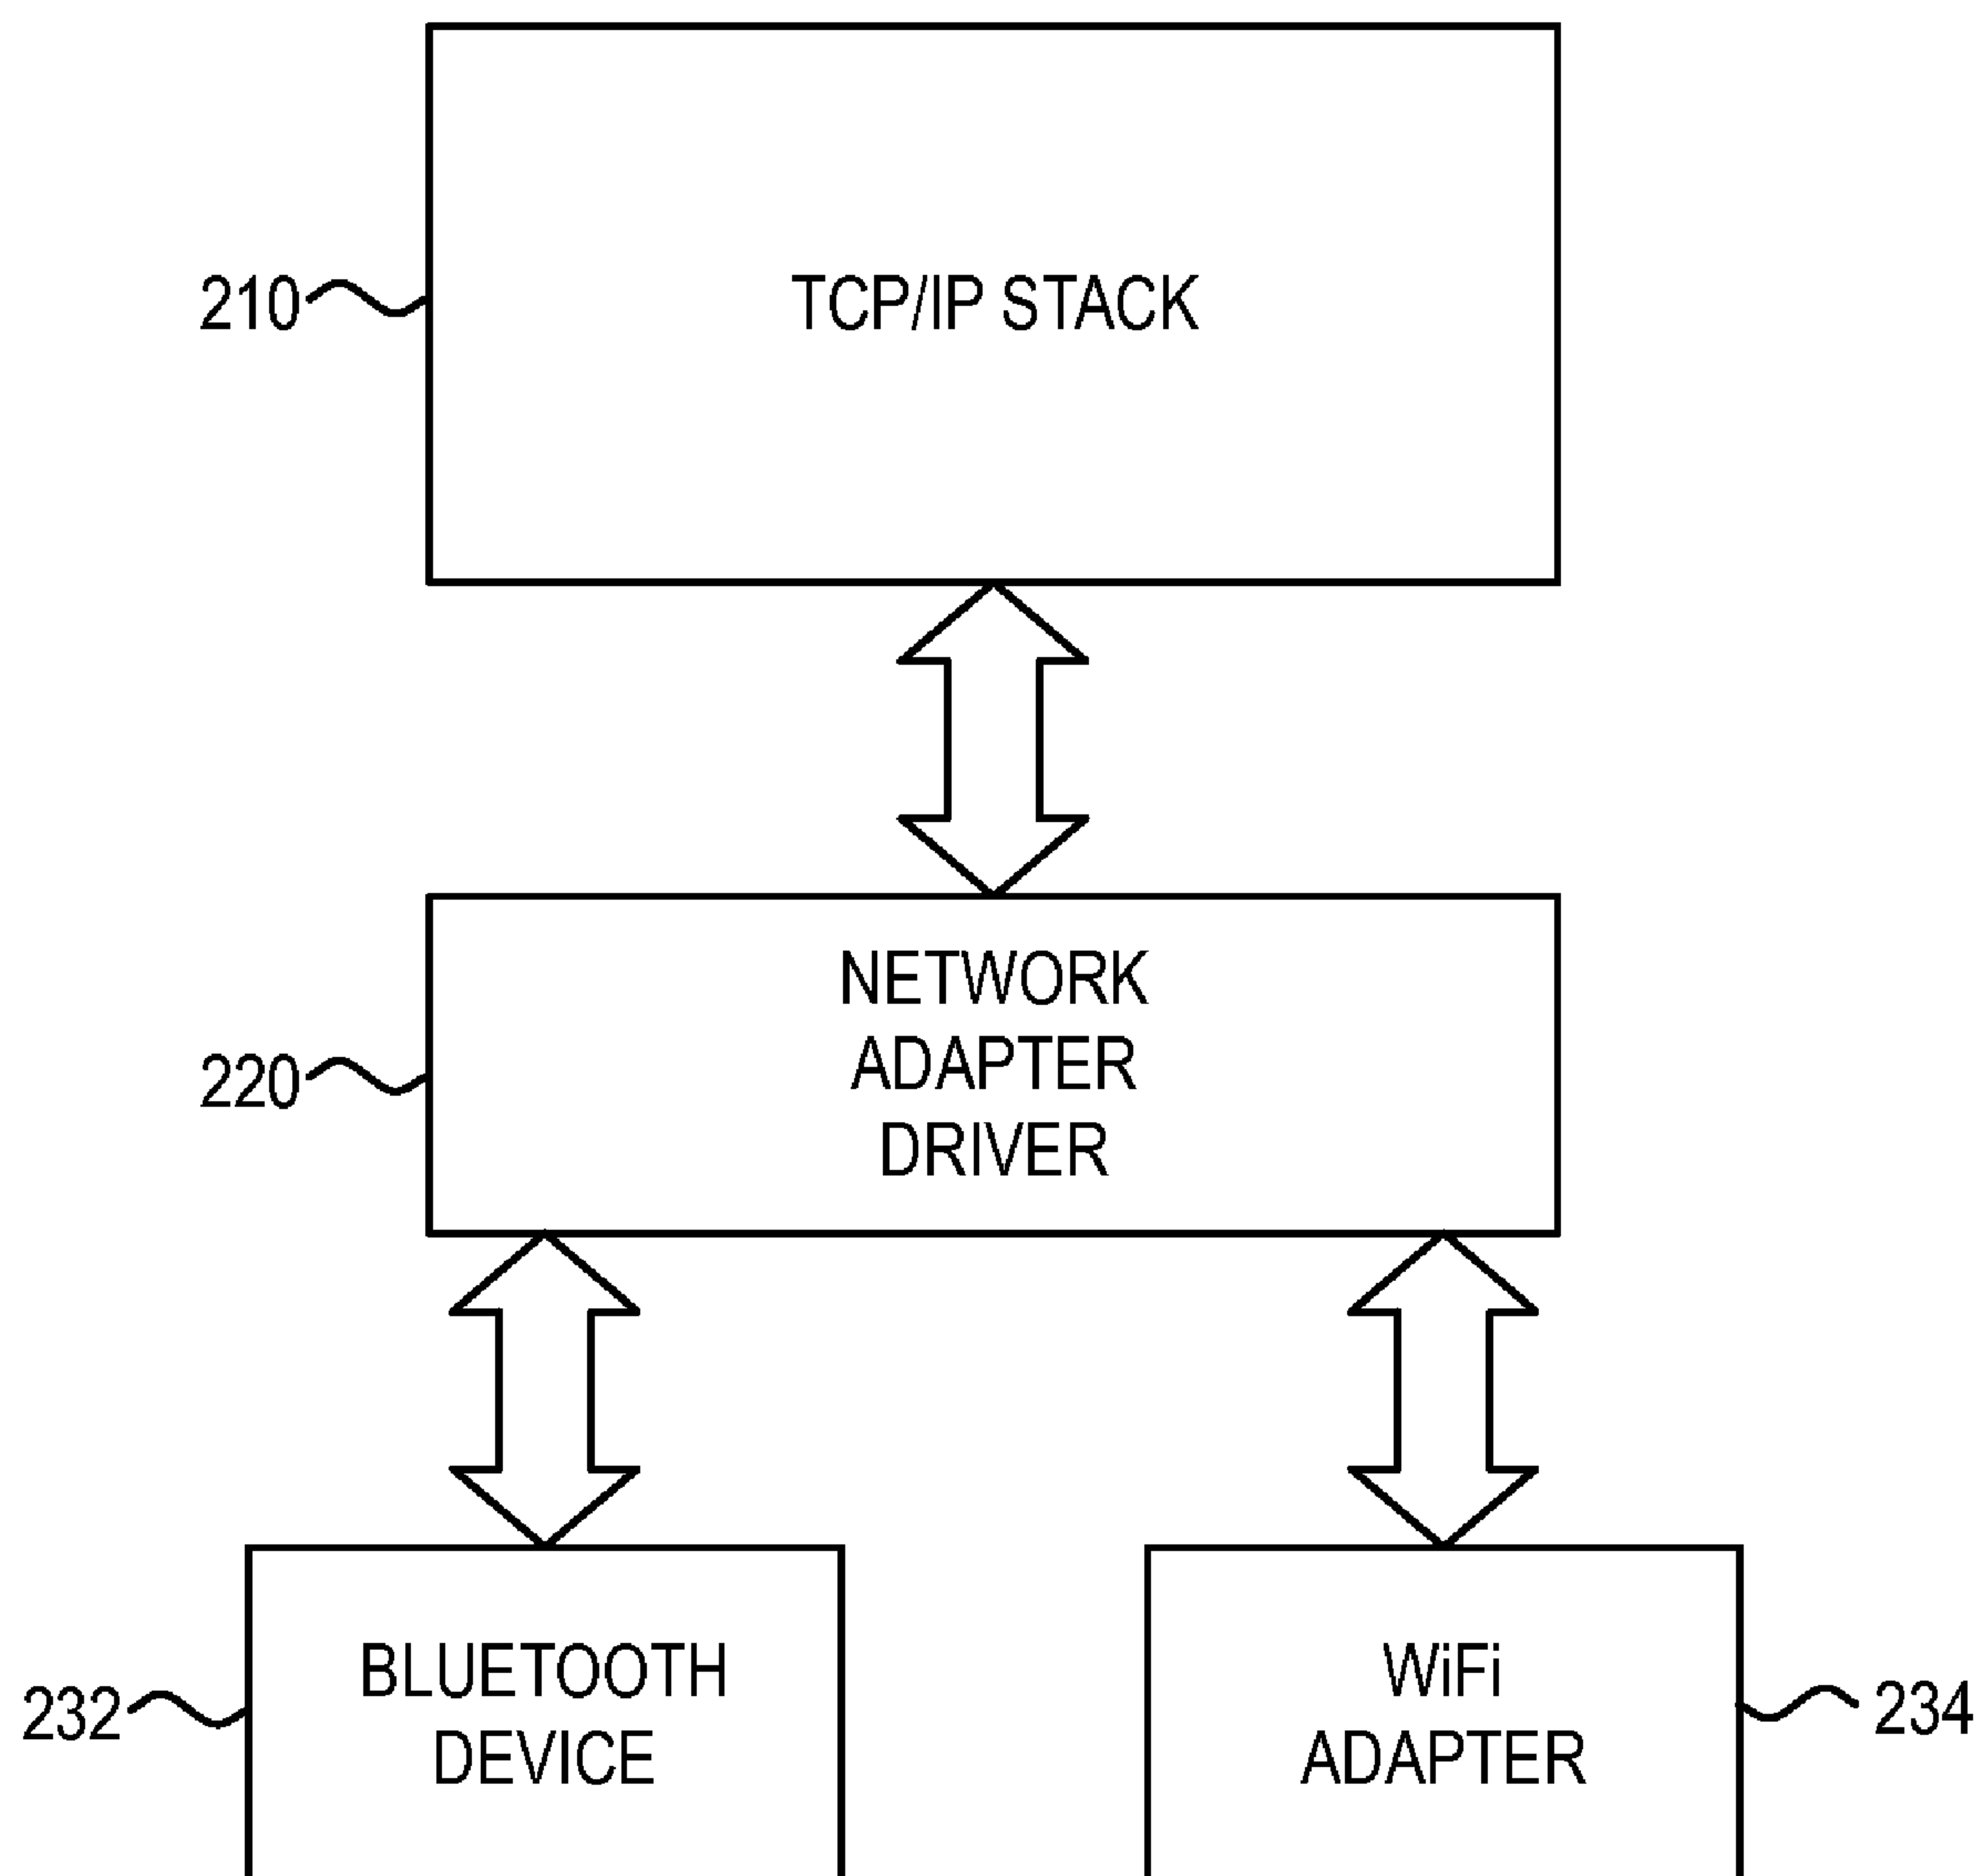 210
TCP/IP STACK
NETWORK
ADAPTER
DRIVER
220
BLUETOOTH
DEVICE
232
WiFi
ADAPTER
234